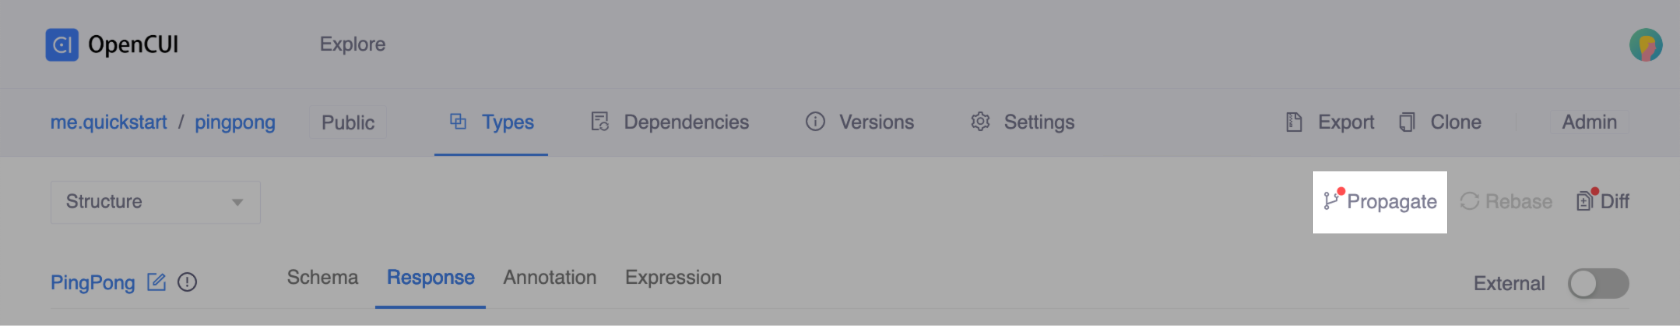 CI OpenCUI Explore
me.quickstart / pingpong Public Types Dependencies Versions Settings Export Clone Admin
Structure Propagate Rebase Diff
PingPong Schema Response Annotation Expression External